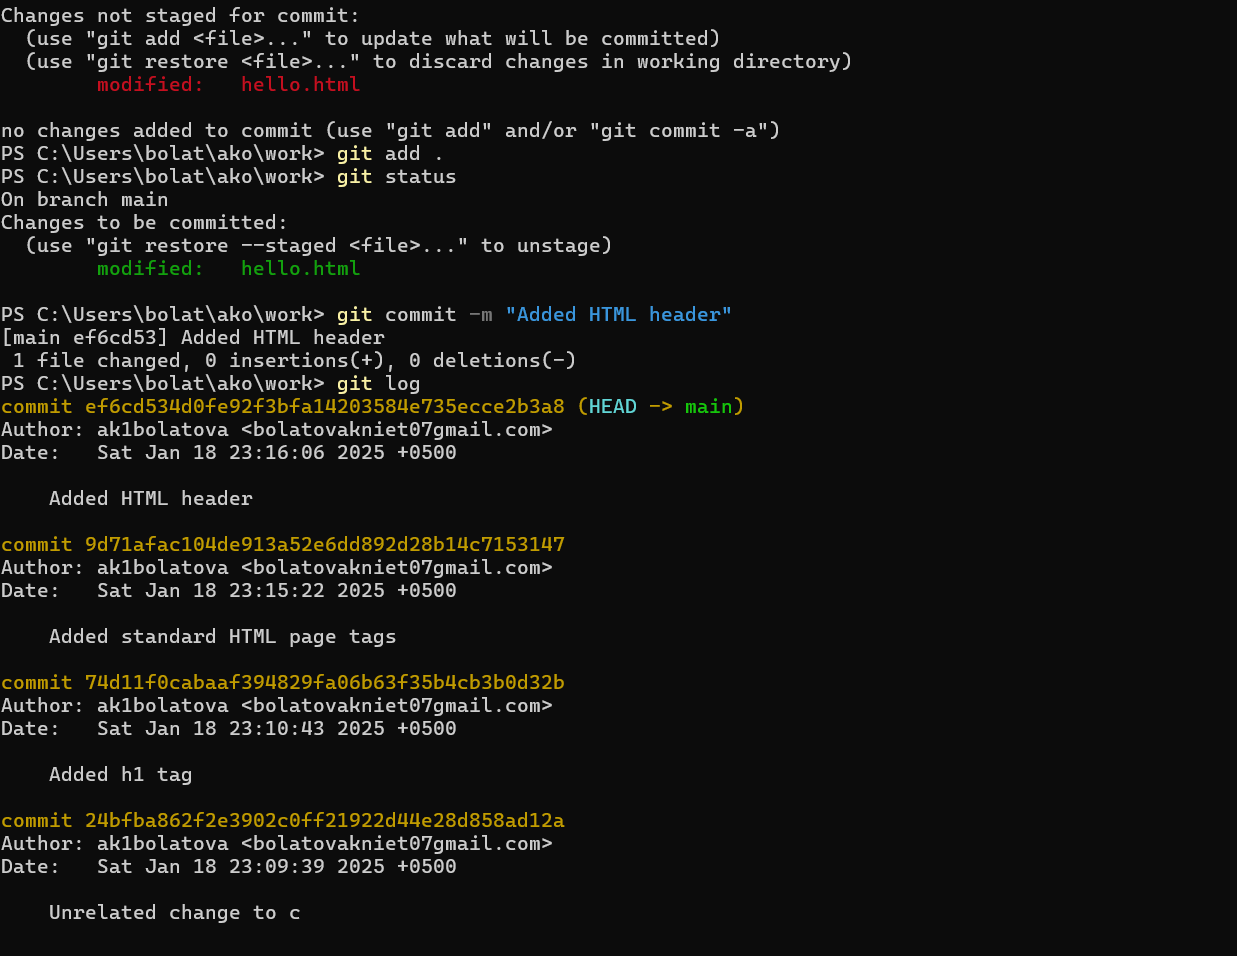 Changes not staged for commit:
  (use "git add <file>..." to update what will be committed)
  (use "git restore <file>..." to discard changes in working directory)
        modified:   hello.html

no changes added to commit (use "git add" and/or "git commit -a")
PS C:\Users\bolat\ako\work> git add .
PS C:\Users\bolat\ako\work> git status
On branch main
Changes to be committed:
  (use "git restore --staged <file>..." to unstage)
        modified:   hello.html

PS C:\Users\bolat\ako\work> git commit -m "Added HTML header"
[main ef6cd53] Added HTML header
 1 file changed, 0 insertions(+), 0 deletions(-)
PS C:\Users\bolat\ako\work> git log
commit ef6cd534d0fe92f3bfa14203584e735ecce2b3a8 (HEAD -> main)
Author: ak1bolatova <bolatovakniet07gmail.com>
Date:   Sat Jan 18 23:16:06 2025 +0500

    Added HTML header

commit 9d71afac104de913a52e6dd892d28b14c7153147
Author: ak1bolatova <bolatovakniet07gmail.com>
Date:   Sat Jan 18 23:15:22 2025 +0500

    Added standard HTML page tags

commit 74d11f0cabaaf394829fa06b63f35b4cb3b0d32b
Author: ak1bolatova <bolatovakniet07gmail.com>
Date:   Sat Jan 18 23:10:43 2025 +0500

    Added h1 tag

commit 24bfba862f2e3902c0ff21922d44e28d858ad12a
Author: ak1bolatova <bolatovakniet07gmail.com>
Date:   Sat Jan 18 23:09:39 2025 +0500

    Unrelated change to c